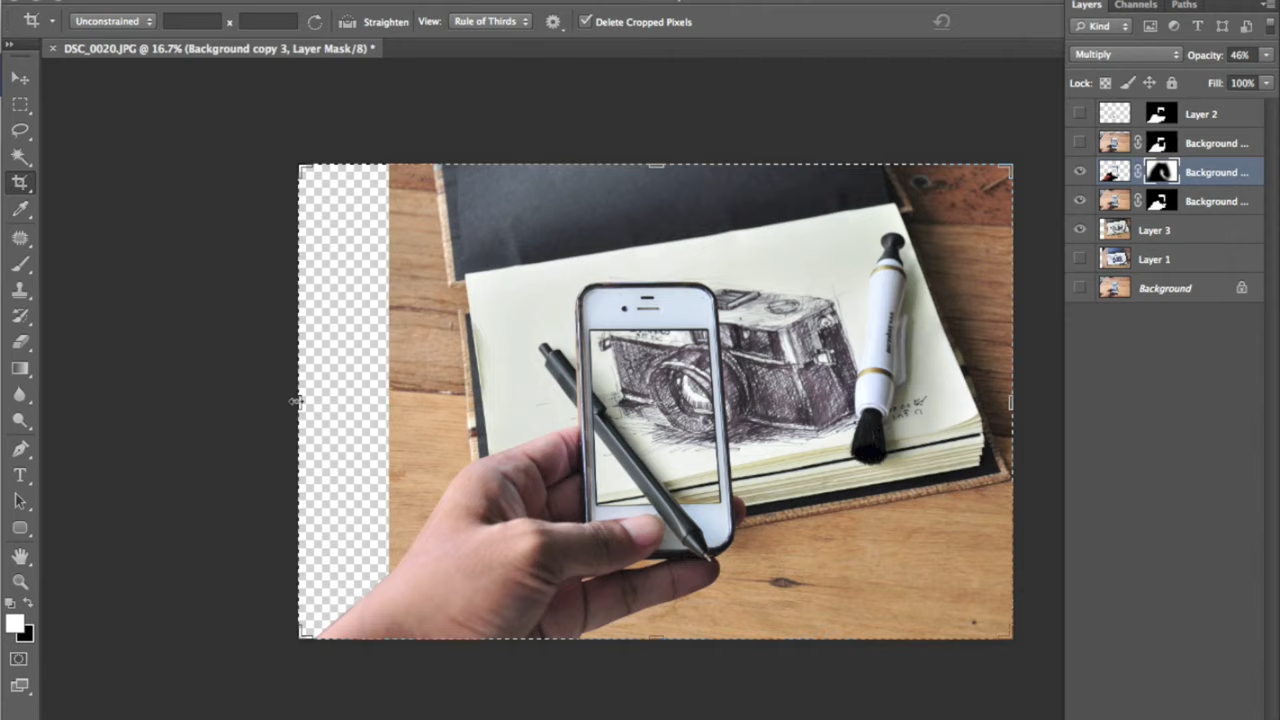 Unconstrained x Straighten View: Rule of Thirds Delete Cropped Pixels
DSC_0020.JPG @ 16.7% (Background copy 3, Layer Mask/8) *
Layers Channels Paths
Kind
Multiply Opacity: 46%
Lock: Fill: 100%
Layer 2
Background ...
Background ...
Background ...
Layer 3
Layer 1
Background